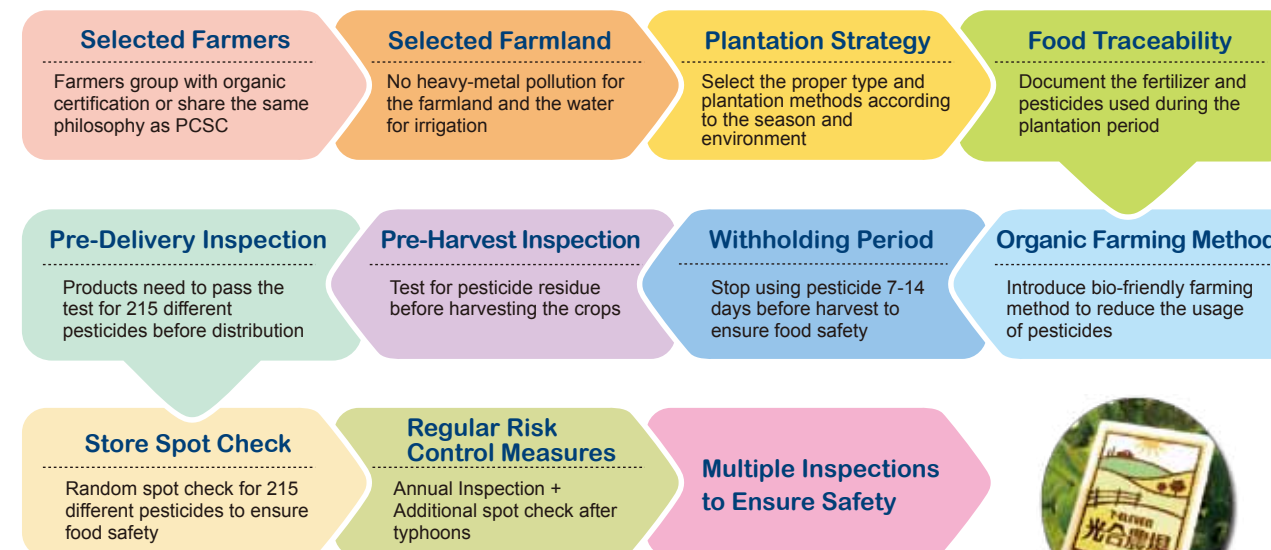 Selected Farmers
Farmers group with organic
certification or share the same
philosophy as PCSC
Selected Farmland
No heavy-metal pollution for
the farmland and the water
for irrigation
Plantation Strategy
Select the proper type and
plantation methods according
to the season and
environment
Food Traceability
Document the fertilizer and
pesticides used during the
plantation period
Organic Farming Method
Introduce bio-friendly farming
method to reduce the usage
of pesticides
Withholding Period
Stop using pesticide 7-14
days before harvest to
ensure food safety
Pre-Harvest Inspection
Test for pesticide residue
before harvesting the crops
Pre-Delivery Inspection
Products need to pass the
test for 215 different
pesticides before distribution
Store Spot Check
Random spot check for 215
different pesticides to ensure
food safety
Regular Risk
Control Measures
Annual Inspection +
Additional spot check after
typhoons
Multiple Inspections
to Ensure Safety
7-ELEVEN
光合農場